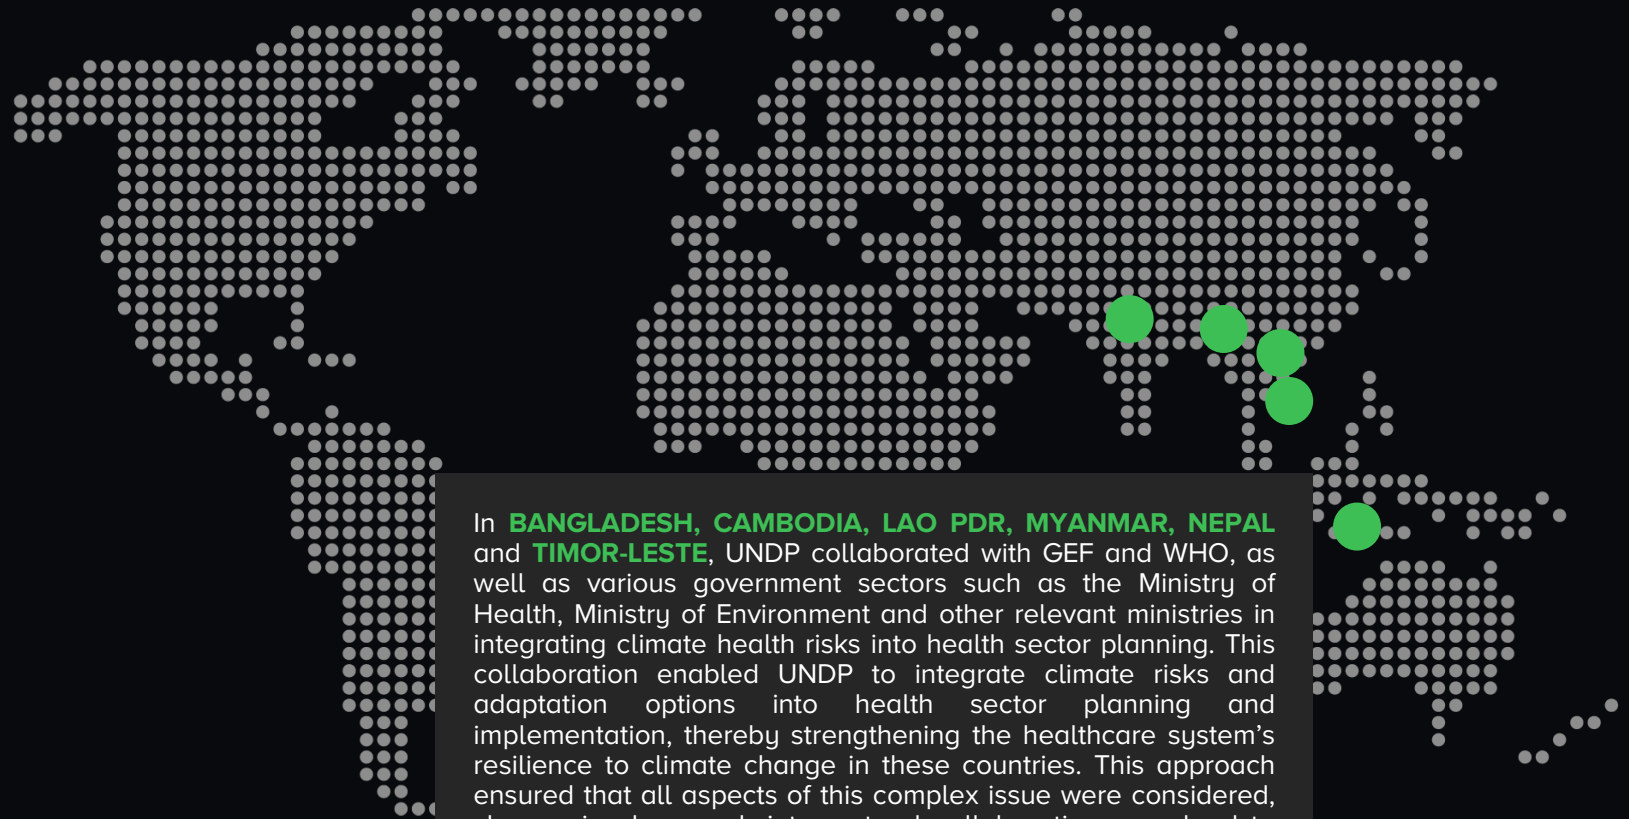 In BANGLADESH, CAMBODIA, LAO PDR, MYANMAR, NEPAL
and TIMOR-LESTE, UNDP collaborated with GEF and WHO, as
well as various government sectors such as the Ministry of
Health, Ministry of Environment and other relevant ministries in
integrating climate health risks into health sector planning. This
collaboration enabled UNDP to integrate climate risks and
adaptation options into health sector planning and
implementation, thereby strengthening the healthcare system’s
resilience to climate change in these countries. This approach
ensured that all aspects of this complex issue were considered,